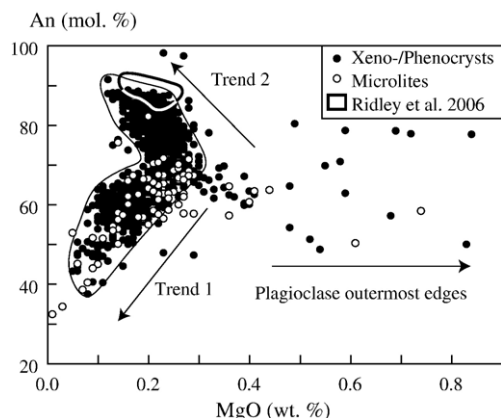 An (mol. %)
100
80
60
40
20
Trend 2
Xeno-/Phenocrysts
Microlites
Ridley et al. 2006
Trend 1
Plagioclase outermost edges
0.0 0.2 0.4 0.6 0.8
MgO (wt. %)